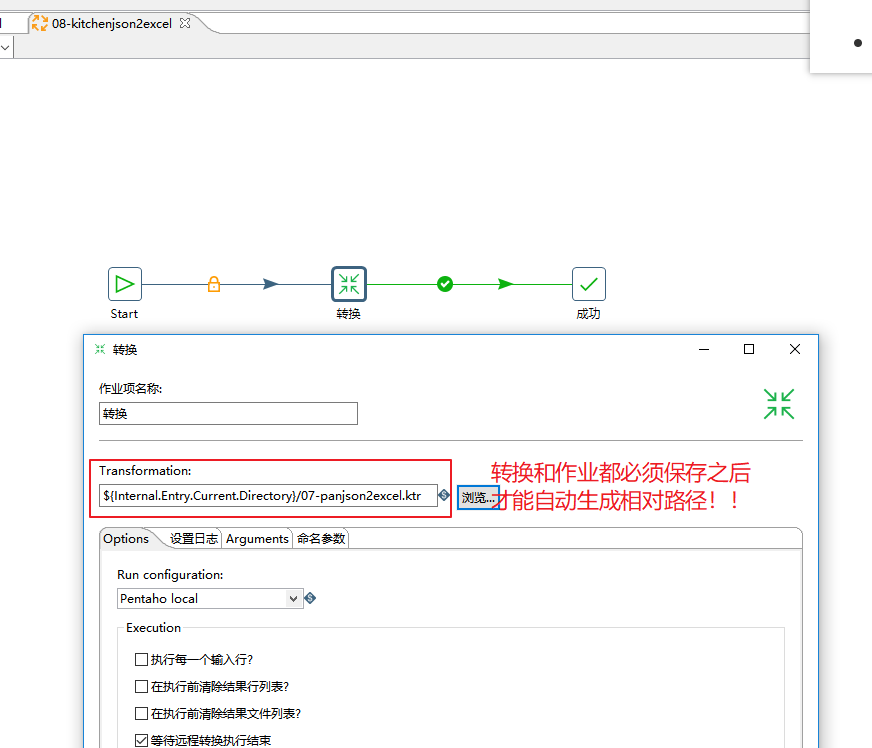 08-kitchenjson2excel
Start
转换
成功
转换
作业项名称:
转换
Transformation:
${Internal.Entry.Current.Directory}/07-panjson2excel.ktr
浏览...
转换和作业都必须保存之后
才能自动生成相对路径！！
Options 设置日志 Arguments 命名参数
Run configuration:
Pentaho local
Execution
执行每一个输入行?
在执行前清除结果行列表?
在执行前清除结果文件列表?
等待远程转换执行结束